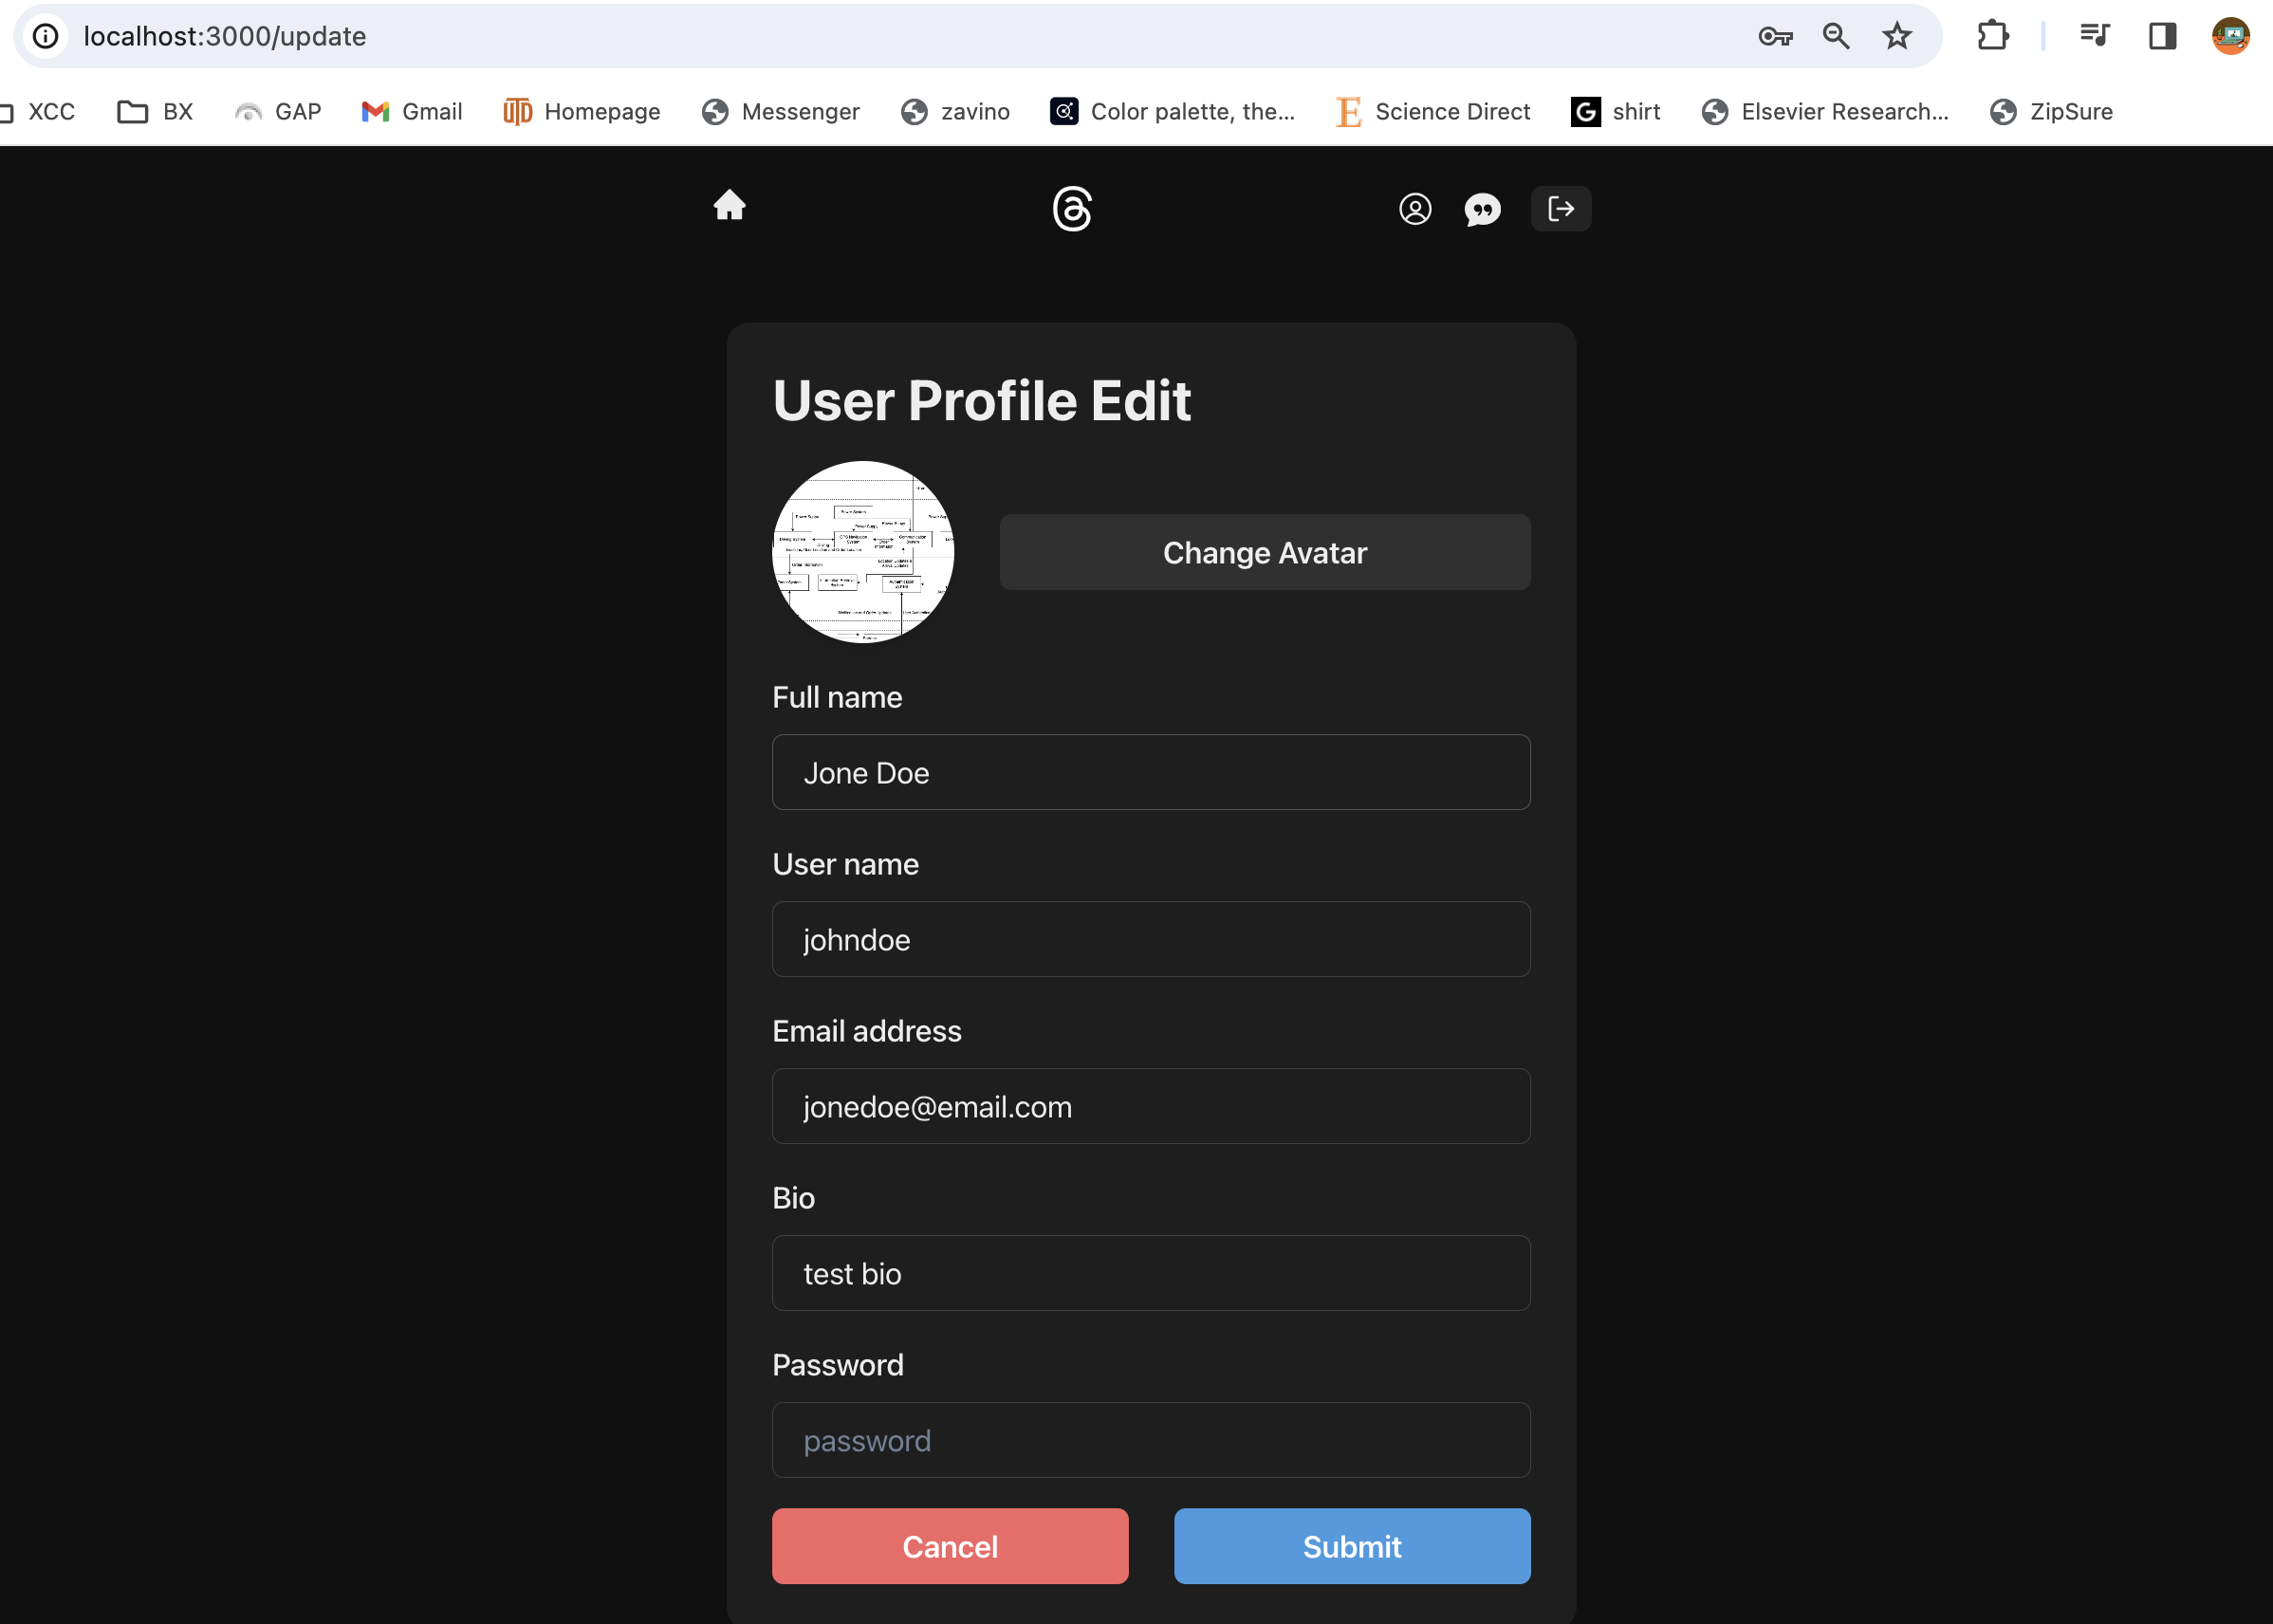 localhost:3000/update
XCC BX GAP Gmail Homepage Messenger zavino Color palette, the... Science Direct shirt Elsevier Research... ZipSure
User Profile Edit
Power System
Change Avatar
Full name
Jone Doe
User name
johndoe
Email address
jonedoe@email.com
Bio
test bio
Password
password
Cancel Submit